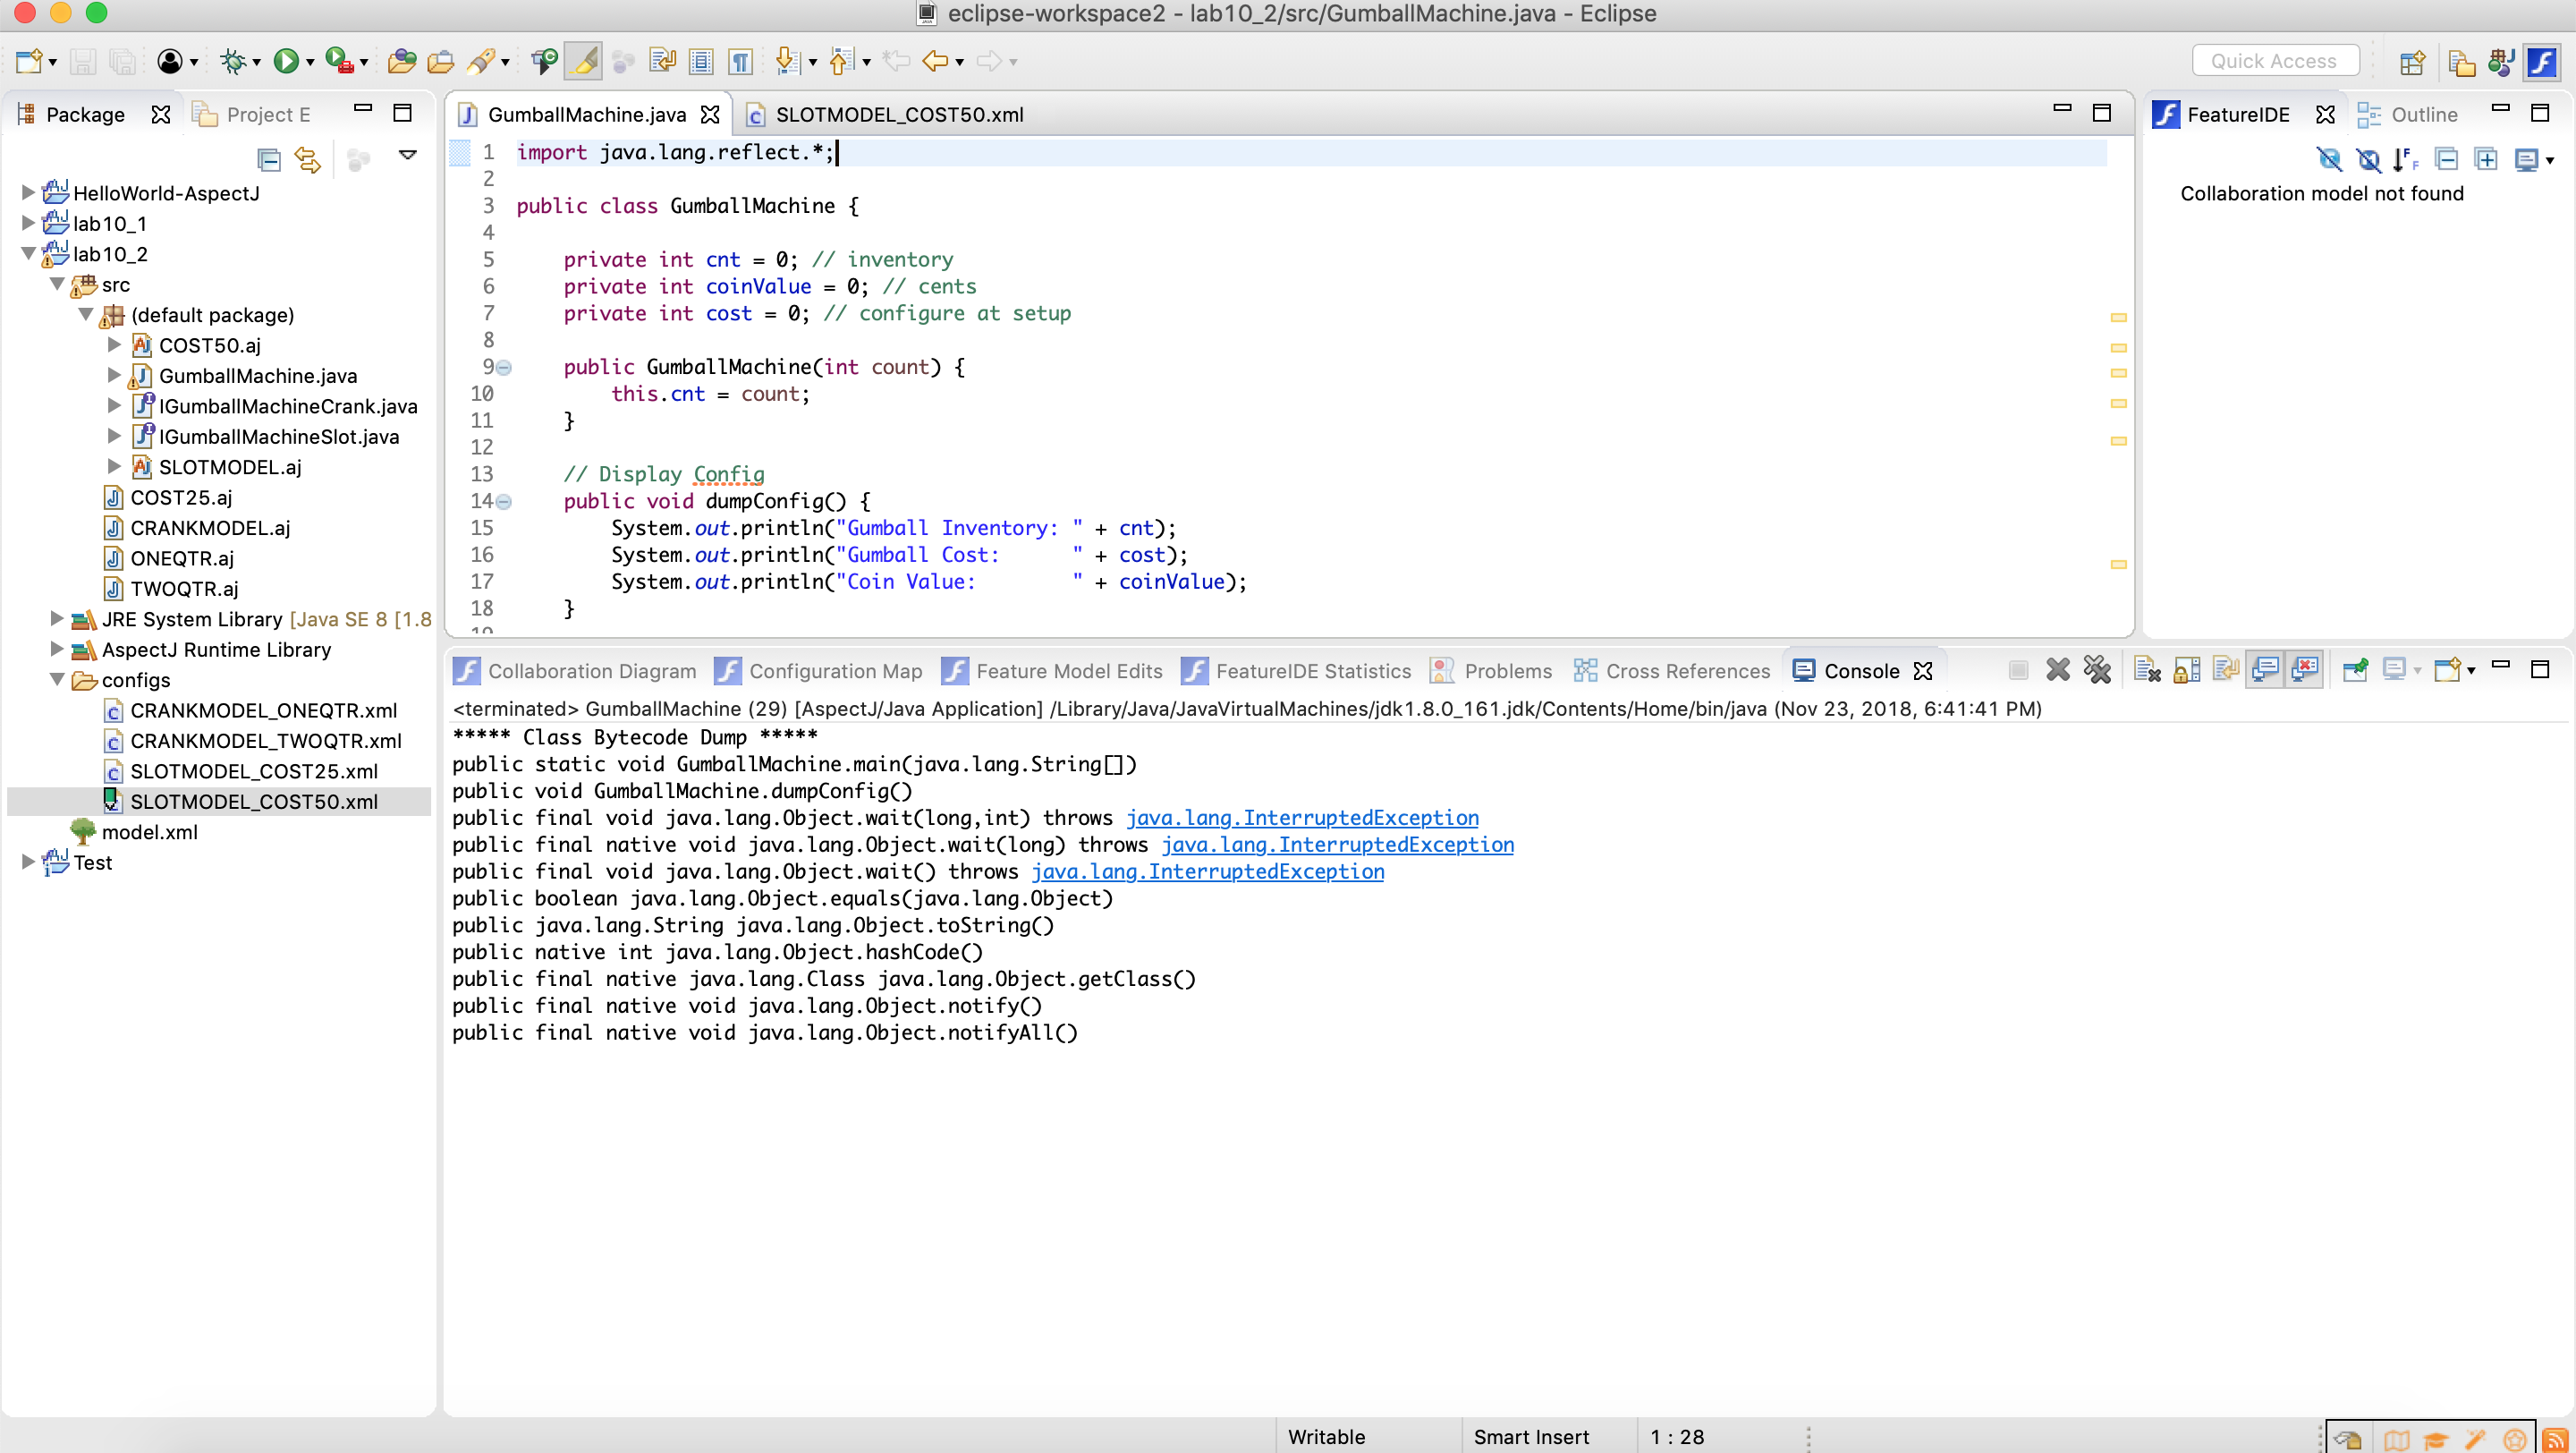 eclipse-workspace2 - lab10_2/src/GumballMachine.java - Eclipse
Quick Access
Package
Project E
HelloWorld-AspectJ
lab10_1
lab10_2
src
(default package)
COST50.aj
GumballMachine.java
IGumballMachineCrank.java
IGumballMachineSlot.java
SLOTMODEL.aj
COST25.aj
CRANKMODEL.aj
ONEQTR.aj
TWOQTR.aj
JRE System Library [Java SE 8 [1.8
AspectJ Runtime Library
configs
CRANKMODEL_ONEQTR.xml
CRANKMODEL_TWOQTR.xml
SLOTMODEL_COST25.xml
SLOTMODEL_COST50.xml
model.xml
Test
GumballMachine.java
SLOTMODEL_COST50.xml
1 import java.lang.reflect.*;
2
3 public class GumballMachine {
4
5 private int cnt = 0; // inventory
6 private int coinValue = 0; // cents
7 private int cost = 0; // configure at setup
8
9 public GumballMachine(int count) {
10 this.cnt = count;
11 }
12
13 // Display Config
14 public void dumpConfig() {
15 System.out.println("Gumball Inventory: " + cnt);
16 System.out.println("Gumball Cost:      " + cost);
17 System.out.println("Coin Value:        " + coinValue);
18 }
19
FeatureIDE
Outline
Collaboration model not found
Collaboration Diagram
Configuration Map
Feature Model Edits
FeatureIDE Statistics
Problems
Cross References
Console
<terminated> GumballMachine (29) [AspectJ/Java Application] /Library/Java/JavaVirtualMachines/jdk1.8.0_161.jdk/Contents/Home/bin/java (Nov 23, 2018, 6:41:41 PM)
***** Class Bytecode Dump *****
public static void GumballMachine.main(java.lang.String[])
public void GumballMachine.dumpConfig()
public final void java.lang.Object.wait(long,int) throws java.lang.InterruptedException
public final native void java.lang.Object.wait(long) throws java.lang.InterruptedException
public final void java.lang.Object.wait() throws java.lang.InterruptedException
public boolean java.lang.Object.equals(java.lang.Object)
public java.lang.String java.lang.Object.toString()
public native int java.lang.Object.hashCode()
public final native java.lang.Class java.lang.Object.getClass()
public final native void java.lang.Object.notify()
public final native void java.lang.Object.notifyAll()
Writable
Smart Insert
1 : 28